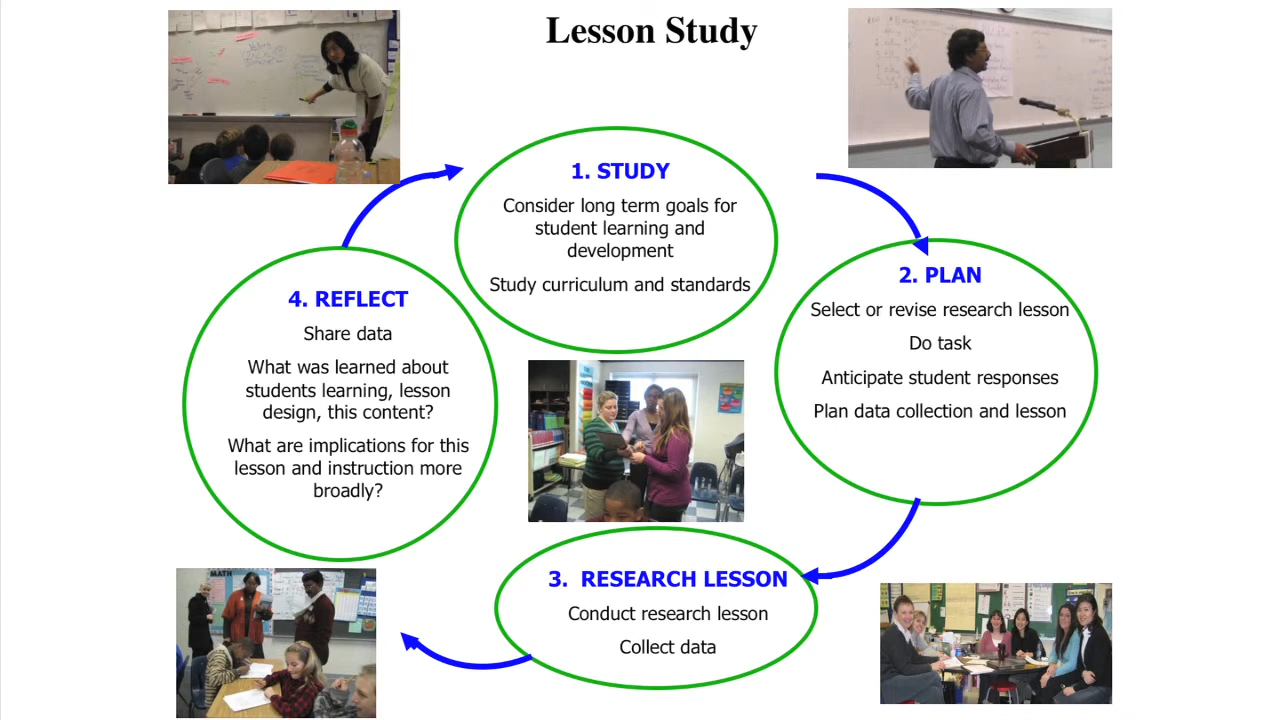 Lesson Study
1. STUDY
Consider long term goals for
student learning and
development
Study curriculum and standards
2. PLAN
Select or revise research lesson
Do task
Anticipate student responses
Plan data collection and lesson
3.  RESEARCH LESSON
Conduct research lesson
Collect data
4. REFLECT
Share data
What was learned about
students learning, lesson
design, this content?
What are implications for this
lesson and instruction more
broadly?
MATH